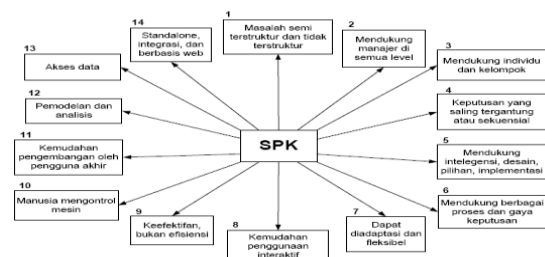 1
Masalah semi
terstruktur dan tidak
terstruktur
2
Mendukung
manajer di
semua level
3
Mendukung individu
dan kelompok
4
Keputusan yang
saling tergantung
atau sekuensial
5
Mendukung
intelegensi, desain,
pilihan, implementasi
6
Mendukung berbagai
proses dan gaya
keputusan
7
Dapat
diadaptasi dan
fleksibel
8
Kemudahan
penggunaan
interaktif
9
Keefektifan,
bukan efisiensi
10
Manusia mengontrol
mesin
11
Kemudahan
pengembangan oleh
pengguna akhir
12
Pemodelan dan
analisis
13
Akses data
14
Standalone,
integrasi, dan
berbasis web
SPK